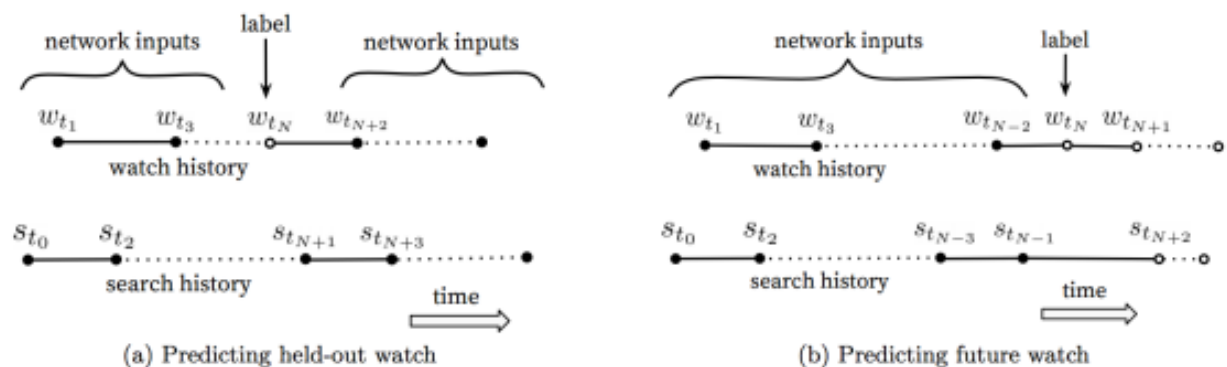 label
network inputs network inputs
w_{t_1} w_{t_3} w_{t_N} w_{t_{N+2}}
watch history
s_{t_0} s_{t_2} s_{t_{N+1}} s_{t_{N+3}}
search history
time
(a) Predicting held-out watch
network inputs label
w_{t_1} w_{t_3} w_{t_{N-2}} w_{t_N} w_{t_{N+1}}
watch history
s_{t_0} s_{t_2} s_{t_{N-3}} s_{t_{N-1}} s_{t_{N+2}}
search history
time
(b) Predicting future watch